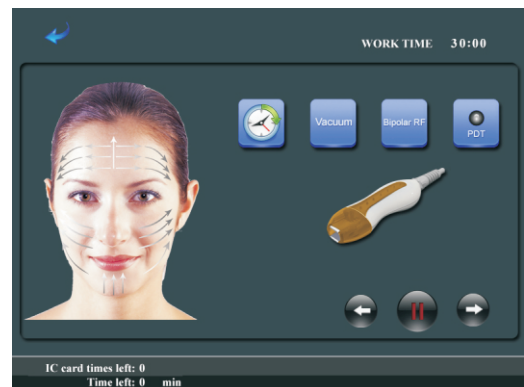 WORK TIME 30:00
Vacuum
Bipolar RF
PDT
IC card times left: 0
Time left: 0 min